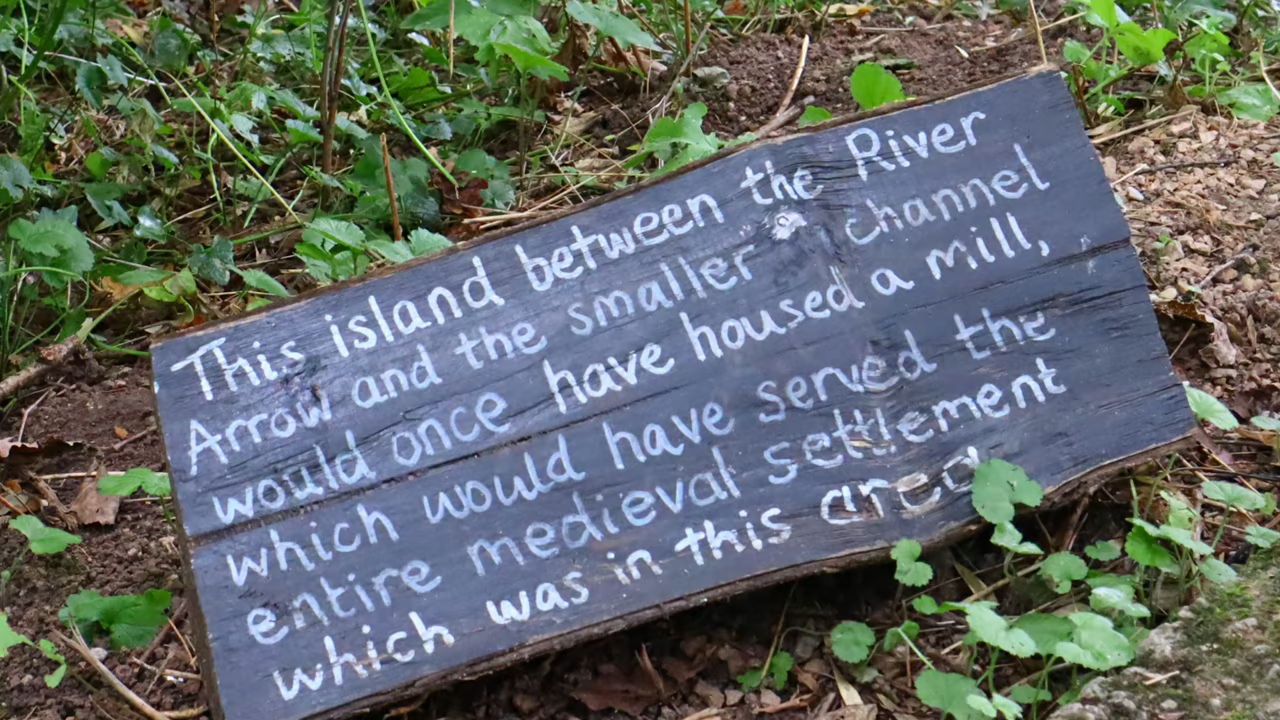 This island between the River
Arrow and the smaller channel
would once have housed a mill,
which would have served the
entire medieval settlement
which was in this area